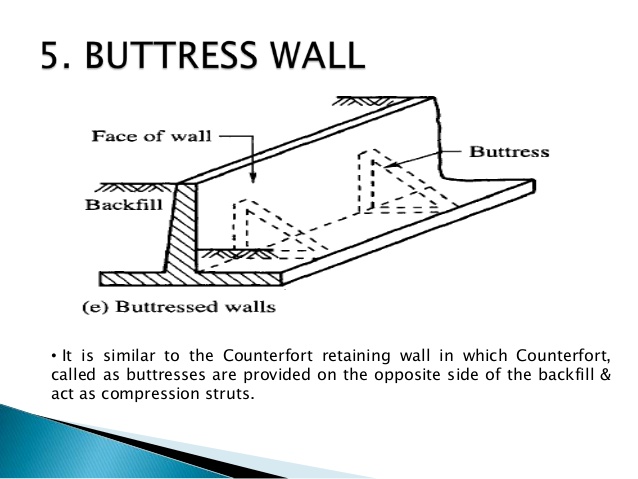 5. BUTTRESS WALL
Face of wall
Buttress
Backfill
(e) Buttressed walls
• It is similar to the Counterfort retaining wall in which Counterfort,
called as buttresses are provided on the opposite side of the backfill &
act as compression struts.